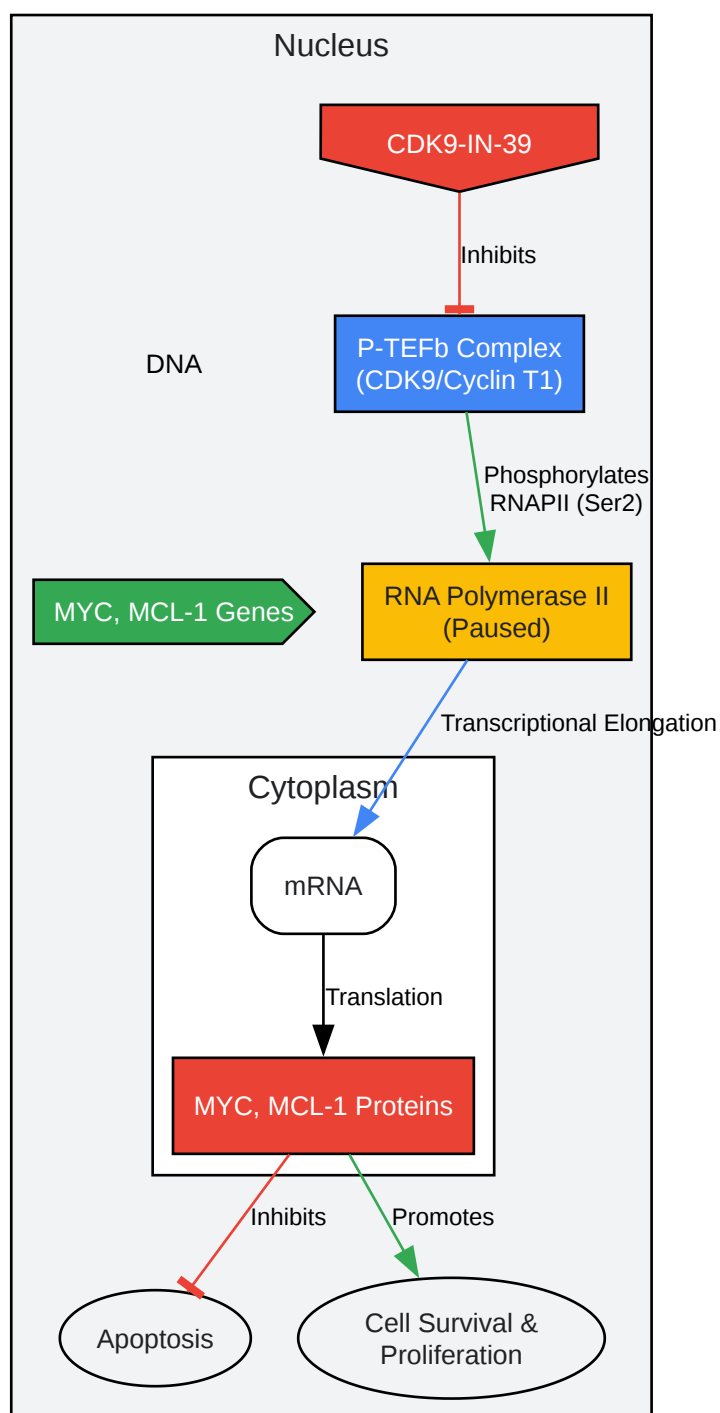 Nucleus
CDK9-IN-39
Inhibits
P-TEFb Complex
(CDK9/Cyclin T1)
DNA
Phosphorylates
RNAPII (Ser2)
MYC, MCL-1 Genes
RNA Polymerase II
(Paused)
Transcriptional Elongation
Cytoplasm
mRNA
Translation
MYC, MCL-1 Proteins
Inhibits
Promotes
Apoptosis
Cell Survival &
Proliferation